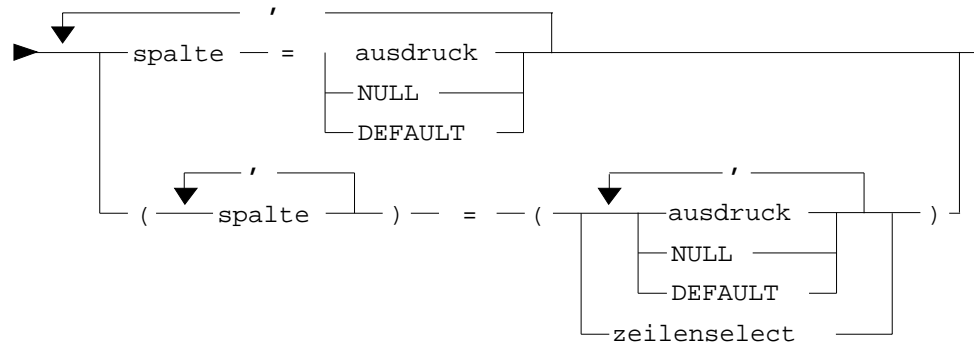 ,
spalte = ausdruck
NULL
DEFAULT
, ,
( spalte ) = ( ausdruck )
NULL
DEFAULT
zeilenselect